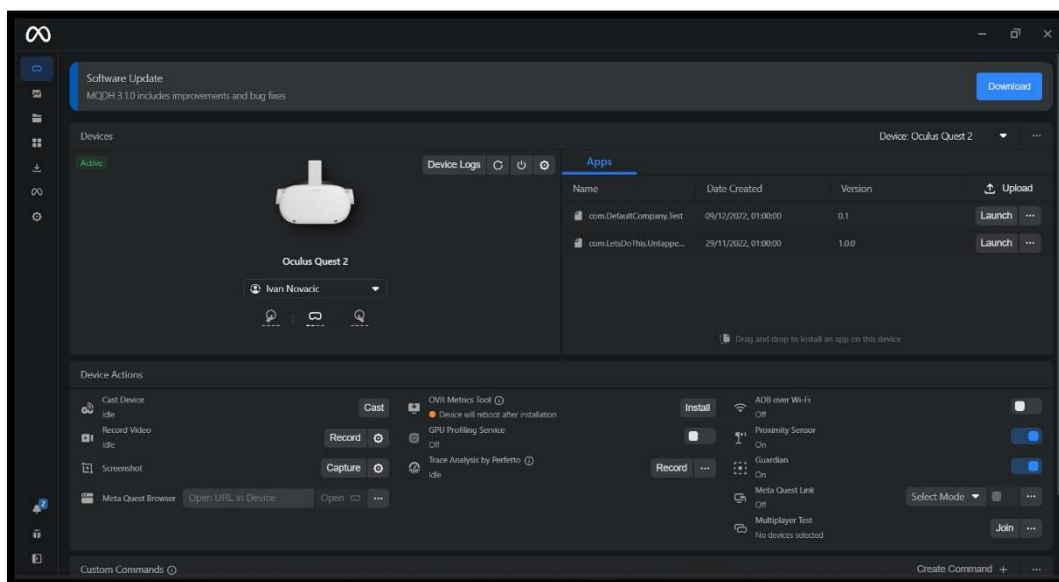 Software Update
MQDH 3.1.0 includes improvements and bug fixes
Download
Devices
Device: Oculus Quest 2
Active
Device Logs
Oculus Quest 2
Ivan Novacic
Apps
Name Date Created Version Upload
com.DefaultCompany.Test 09/12/2022, 01:00:00 0.1 Launch
com.LetsDoThis.Untappe... 29/11/2022, 01:00:00 1.0.0 Launch
Drag and drop to install an app on this device
Device Actions
Cast Device
Idle
Cast
Record Video
Idle
Record
Screenshot
Capture
Meta Quest Browser
Open URL in Device
Open
OVR Metrics Tool
Device will reboot after installation
Install
GPU Profiling Service
Off
Trace Analysis by Perfetto
Idle
Record
ADB over Wi-Fi
Off
Proximity Sensor
On
Guardian
On
Meta Quest Link
Off
Select Mode
Multiplayer Test
No devices selected
Join
2
Custom Commands
Create Command +